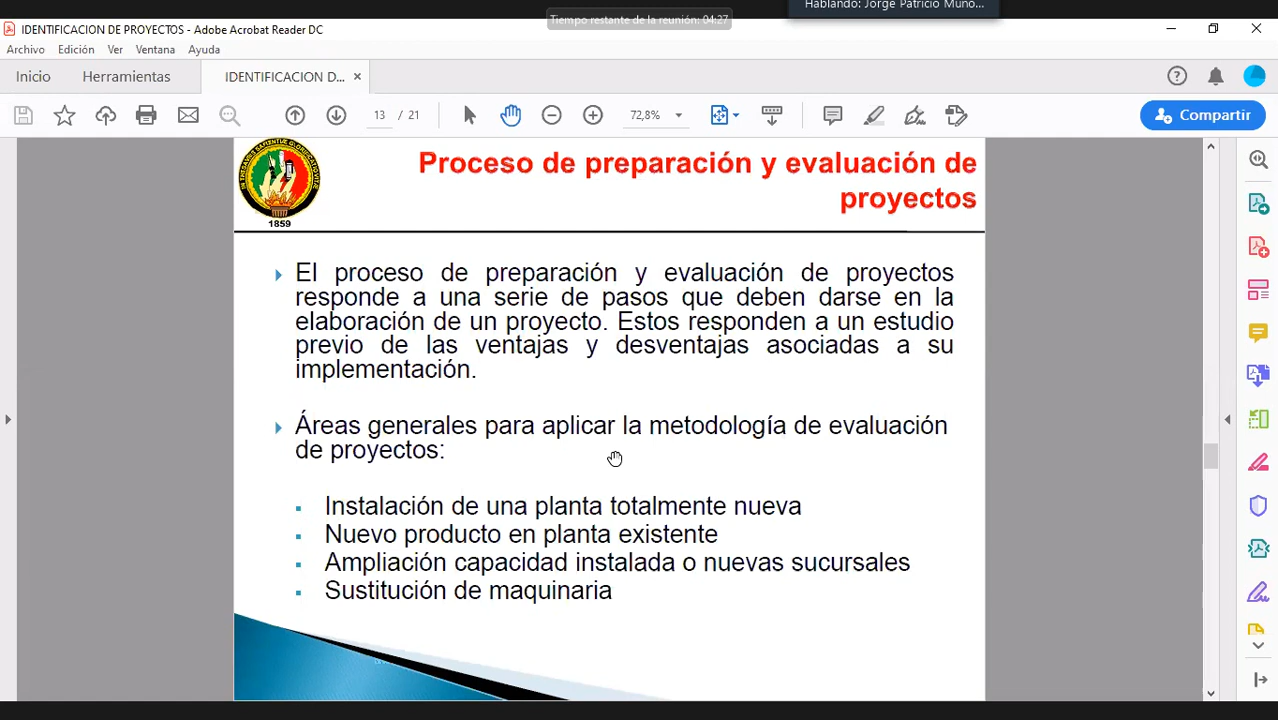 Tiempo restante de la reunión: 04:27
Hablando: Jorge Patricio Muño...
IDENTIFICACION DE PROYECTOS - Adobe Acrobat Reader DC
Archivo Edición Ver Ventana Ayuda
Inicio Herramientas IDENTIFICACION D... ×
13 / 21 72,8% Compartir
Proceso de preparación y evaluación de
proyectos
1859
El proceso de preparación y evaluación de proyectos
responde a una serie de pasos que deben darse en la
elaboración de un proyecto. Estos responden a un estudio
previo de las ventajas y desventajas asociadas a su
implementación.
Áreas generales para aplicar la metodología de evaluación
de proyectos:
Instalación de una planta totalmente nueva
Nuevo producto en planta existente
Ampliación capacidad instalada o nuevas sucursales
Sustitución de maquinaria